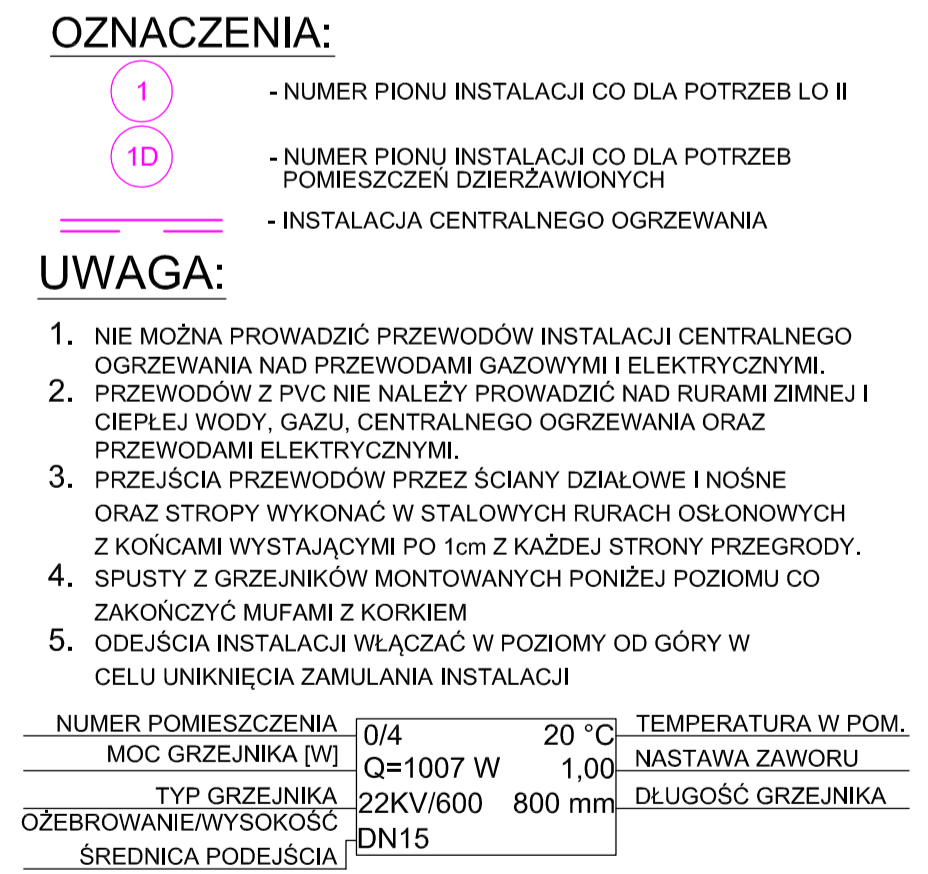 OZNACZENIA:
1
- NUMER PIONU INSTALACJI CO DLA POTRZEB LO II
1D
- NUMER PIONU INSTALACJI CO DLA POTRZEB
POMIESZCZEŃ DZIERŻAWIONYCH
- INSTALACJA CENTRALNEGO OGRZEWANIA
UWAGA:
1. NIE MOŻNA PROWADZIĆ PRZEWODÓW INSTALACJI CENTRALNEGO
OGRZEWANIA NAD PRZEWODAMI GAZOWYMI I ELEKTRYCZNYMI.
2. PRZEWODÓW Z PVC NIE NALEŻY PROWADZIĆ NAD RURAMI ZIMNEJ I
CIEPŁEJ WODY, GAZU, CENTRALNEGO OGRZEWANIA ORAZ
PRZEWODAMI ELEKTRYCZNYMI.
3. PRZEJŚCIA PRZEWODÓW PRZEZ ŚCIANY DZIAŁOWE I NOŚNE
ORAZ STROPY WYKONAĆ W STALOWYCH RURACH OSŁONOWYCH
Z KOŃCAMI WYSTAJĄCYMI PO 1cm Z KAŻDEJ STRONY PRZEGRODY.
4. SPUSTY Z GRZEJNIKÓW MONTOWANYCH PONIŻEJ POZIOMU CO
ZAKOŃCZYĆ MUFAMI Z KORKIEM
5. ODEJŚCIA INSTALACJI WŁĄCZAĆ W POZIOMY OD GÓRY W
CELU UNIKNIĘCIA ZAMULANIA INSTALACJI
NUMER POMIESZCZENIA 0/4 20 °C TEMPERATURA W POM.
MOC GRZEJNIKA [W] Q=1007 W 1,00 NASTAWA ZAWORU
TYP GRZEJNIKA 22KV/600 800 mm DŁUGOŚĆ GRZEJNIKA
OŻEBROWANIE/WYSOKOŚĆ
ŚREDNICA PODEJŚCIA DN15